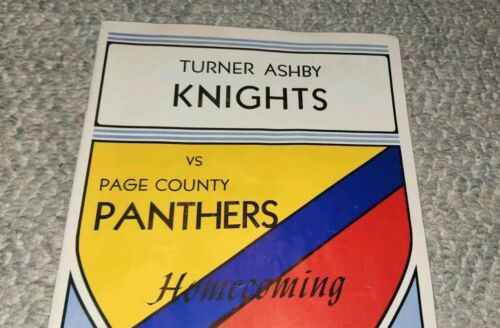 TURNER ASHBY
KNIGHTS
VS
PAGE COUNTY
PANTHERS
Homecoming